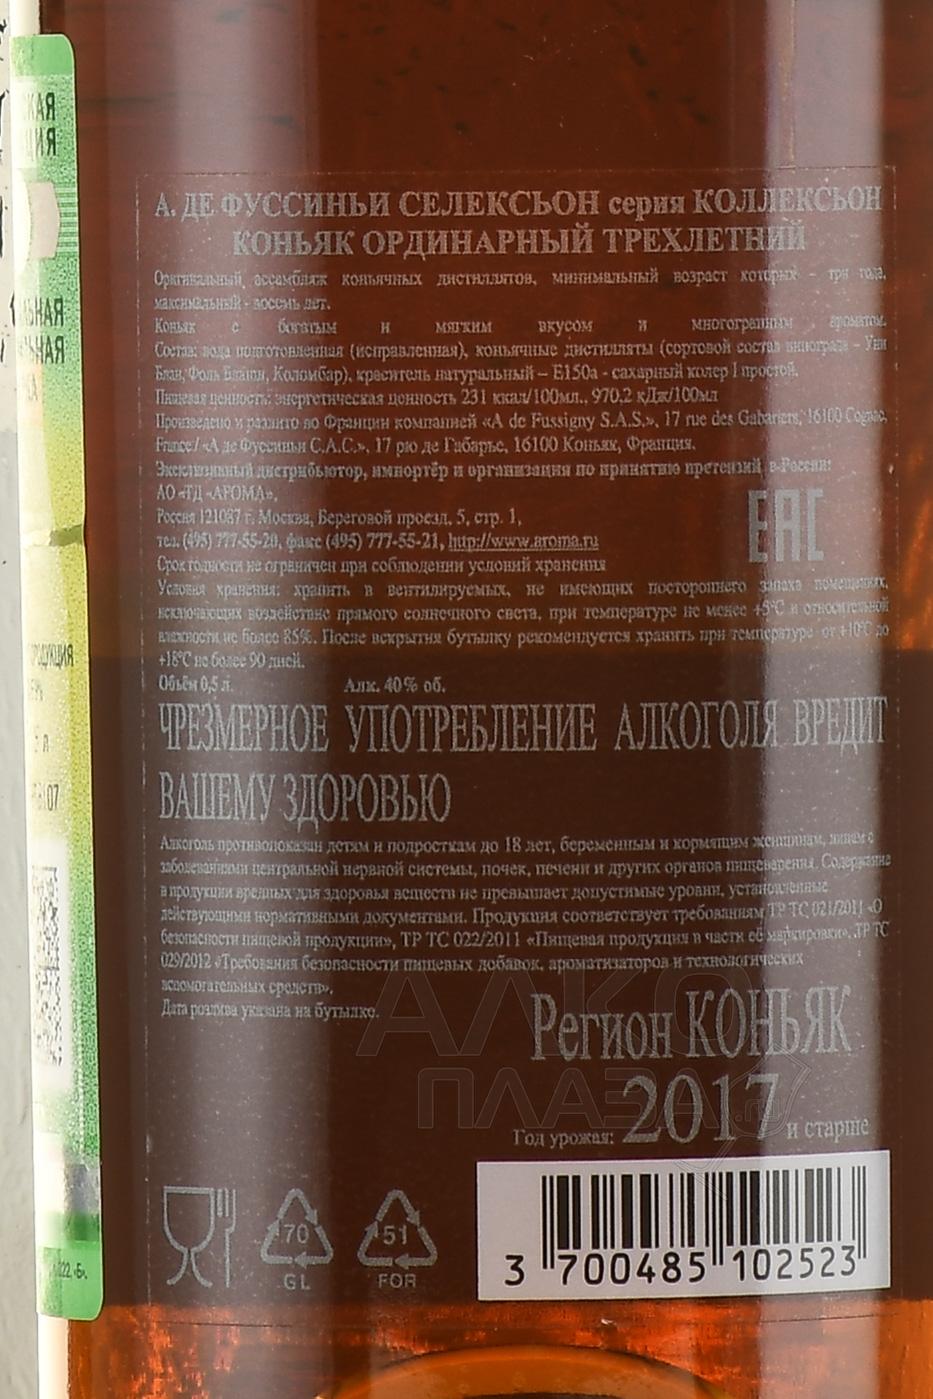 А. ДЕ ФУССИНЬИ СЕЛЕКСЬОН серия КОЛЛЕКСЬОН
КОНЬЯК ОРДИНАРНЫЙ ТРЕХЛЕТНИЙ
Оригинальный ассамбляж коньячных дистиллятов, минимальный возраст которых – три года,
максимальный - восемь лет.
Коньяк с богатым и мягким вкусом и многогранным ароматом.
Состав: вода подготовленная (исправленная), коньячные дистилляты (сортовой состав винограда – Уни
Блан, Фоль Бланш, Коломбар), краситель натуральный – Е150а - сахарный колер I простой.
Пищевая ценность: энергетическая ценность 231 ккал/100мл., 970,2 кДж/100мл
Произведено и разлито во Франции компанией «A de Fussigny S.A.S.», 17 rue des Gabariers, 16100 Cognac,
France/ «А де Фуссиньи С.А.С.», 17 рю де Габарье, 16100 Коньяк, Франция.
Эксклюзивный дистрибьютор, импортёр и организация по принятию претензий в России:
АО «ТД «АРОМА»,
Россия 121087 г. Москва, Береговой проезд, 5, стр. 1,
тел. (495) 777-55-20, факс (495) 777-55-21, http://www.aroma.ru
EAC
Срок годности не ограничен при соблюдении условий хранения
Условия хранения: хранить в вентилируемых, не имеющих постороннего запаха помещениях,
исключающих воздействие прямого солнечного света, при температуре не менее +5°С и относительной
влажности не более 85%. После вскрытия бутылку рекомендуется хранить при температуре от +10°С до
+18°С не более 90 дней.
Объём 0,5 л. Алк. 40% об.
ЧРЕЗМЕРНОЕ УПОТРЕБЛЕНИЕ АЛКОГОЛЯ ВРЕДИТ
ВАШЕМУ ЗДОРОВЬЮ
Алкоголь противопоказан детям и подросткам до 18 лет, беременным и кормящим женщинам, лицам с
заболеваниями центральной нервной системы, почек, печени и других органов пищеварения. Содержание
в продукции вредных для здоровья веществ не превышает допустимые уровни, установленные
действующими нормативными документами. Продукция соответствует требованиям ТР ТС 021/2011 «О
безопасности пищевой продукции», ТР ТС 022/2011 «Пищевая продукция в части её маркировки», ТР ТС
029/2012 «Требования безопасности пищевых добавок, ароматизаторов и технологических
вспомогательных средств».
Дата розлива указана на бутылке.
АЛКО
ПЛАЗА.ru
Регион КОНЬЯК
Год урожая: 2017 и старше
70
GL
51
FOR
3 700485 102523